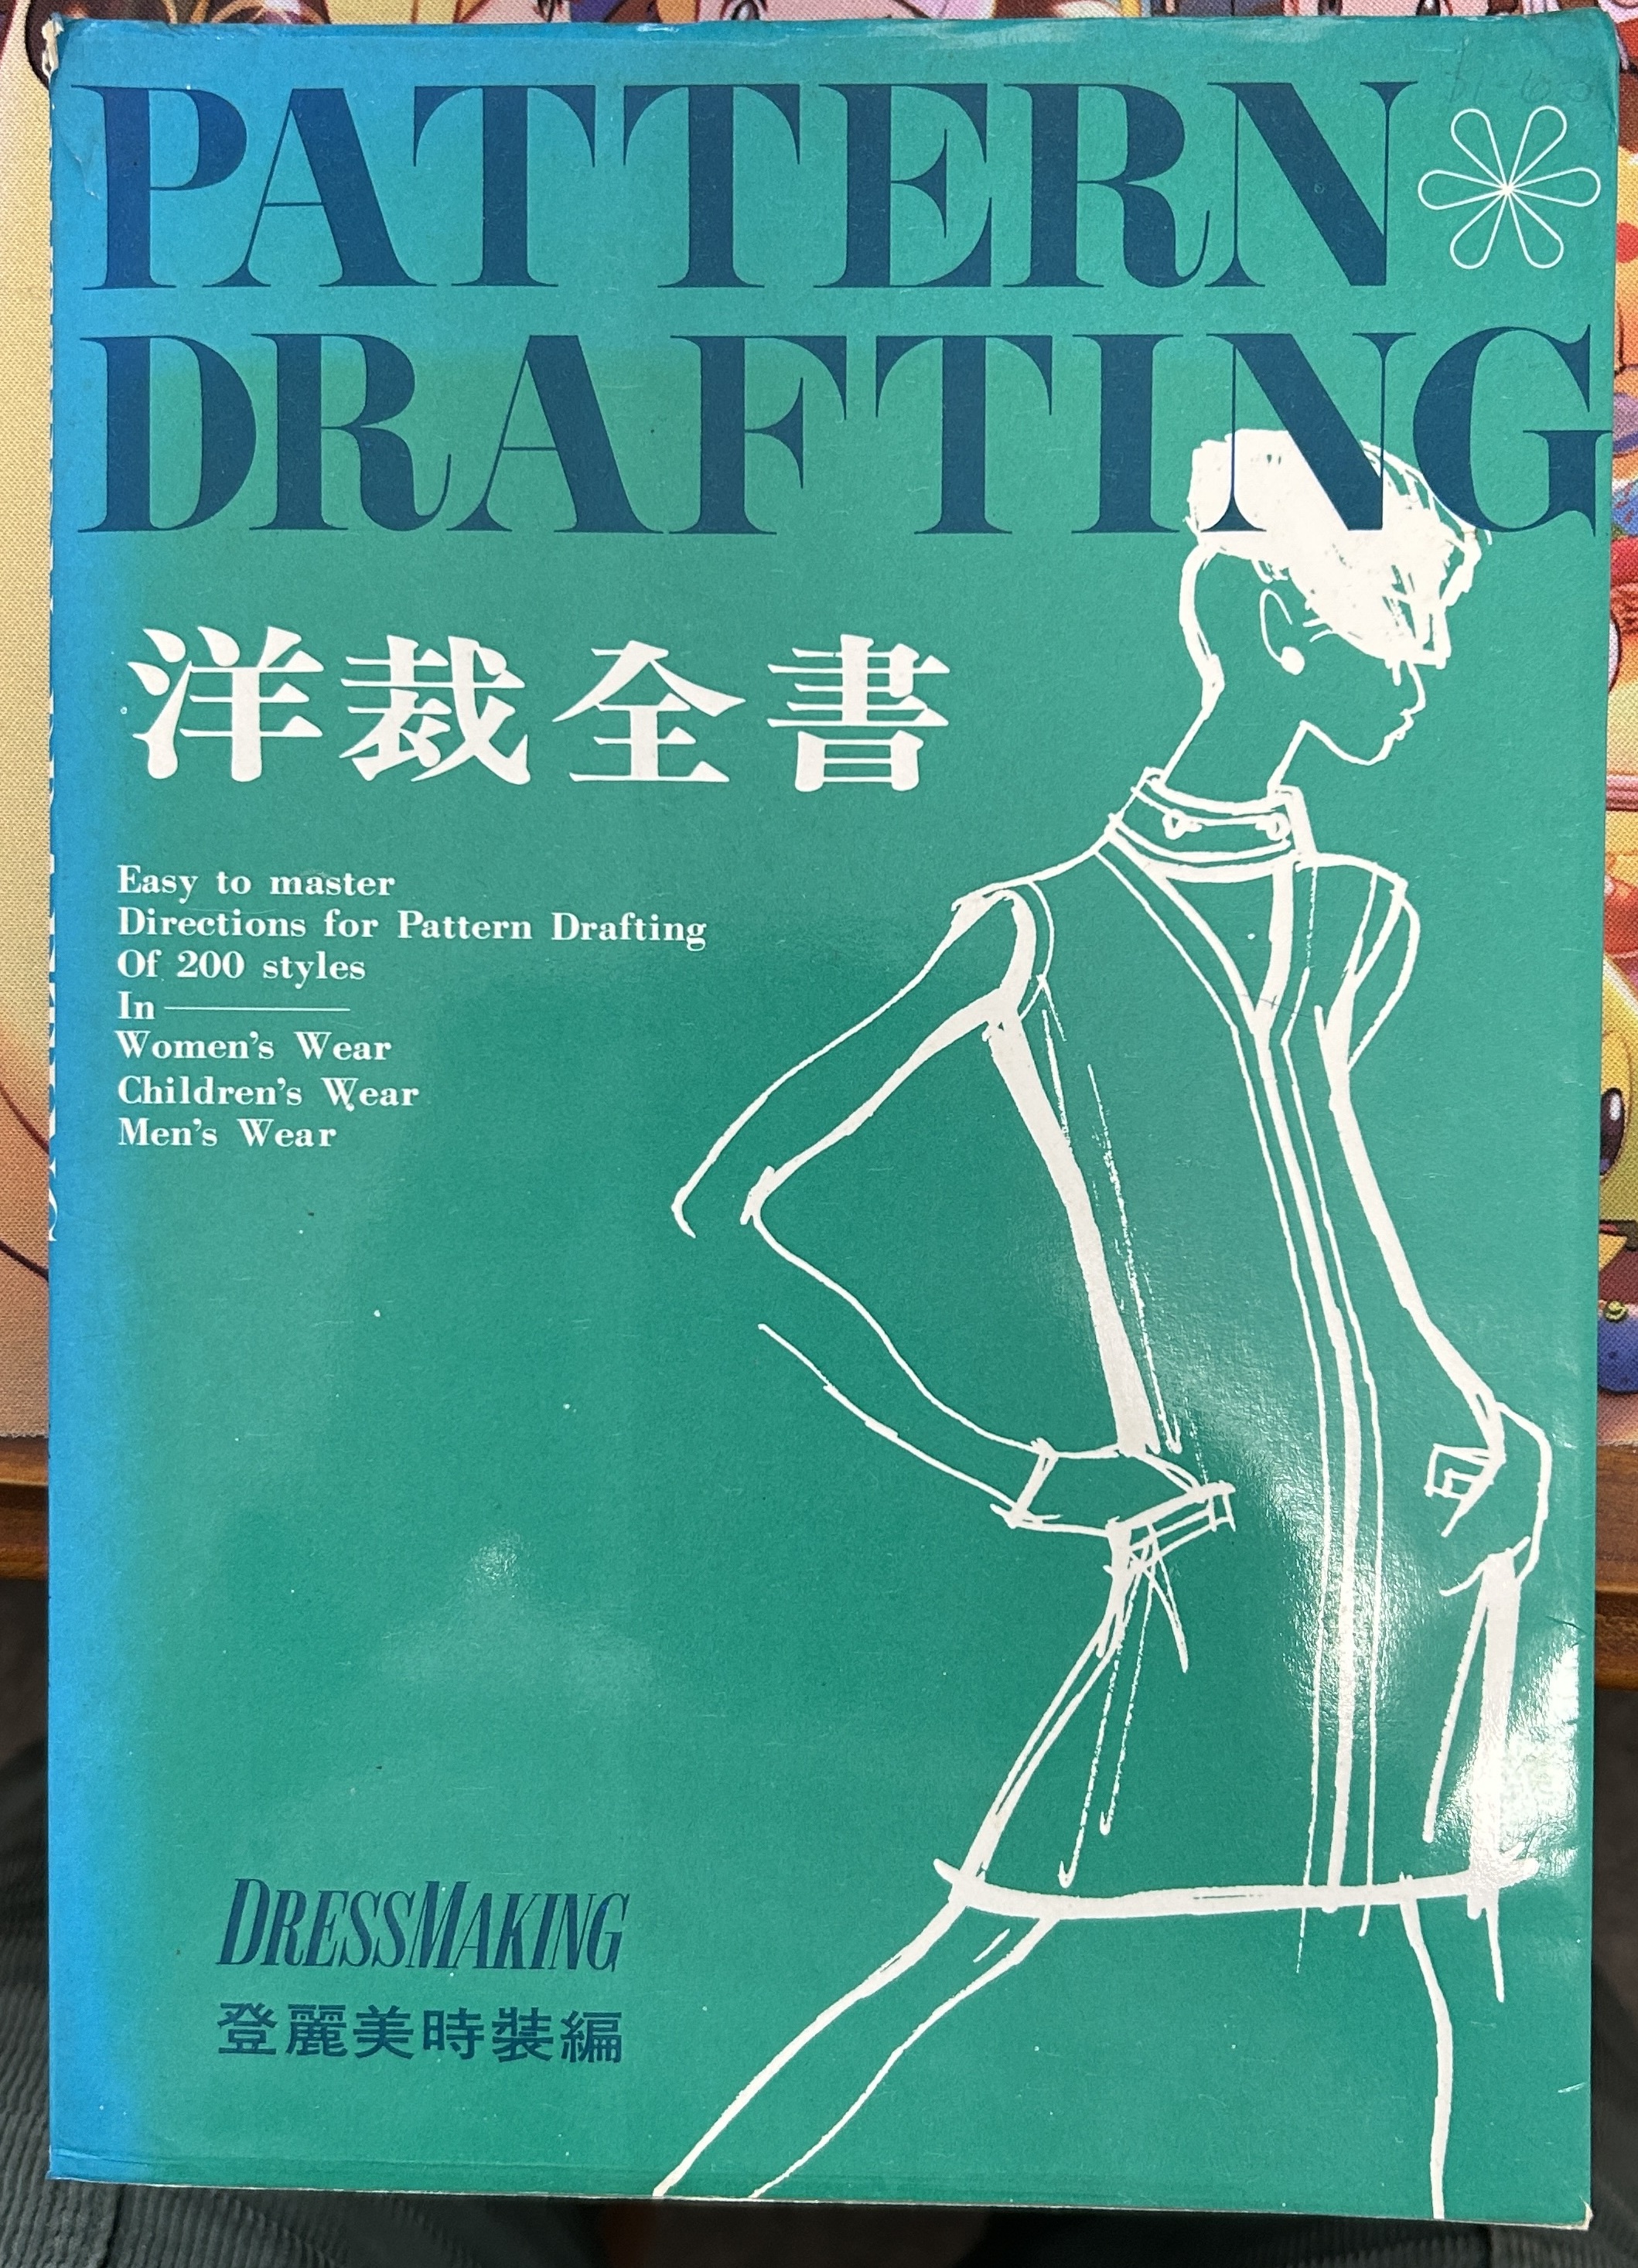 PATTERN
DRAFTING
洋裁全書
Easy to master
Directions for Pattern Drafting
Of 200 styles
In
Women's Wear
Children's Wear
Men's Wear
DRESSMAKING
登麗美時裝編